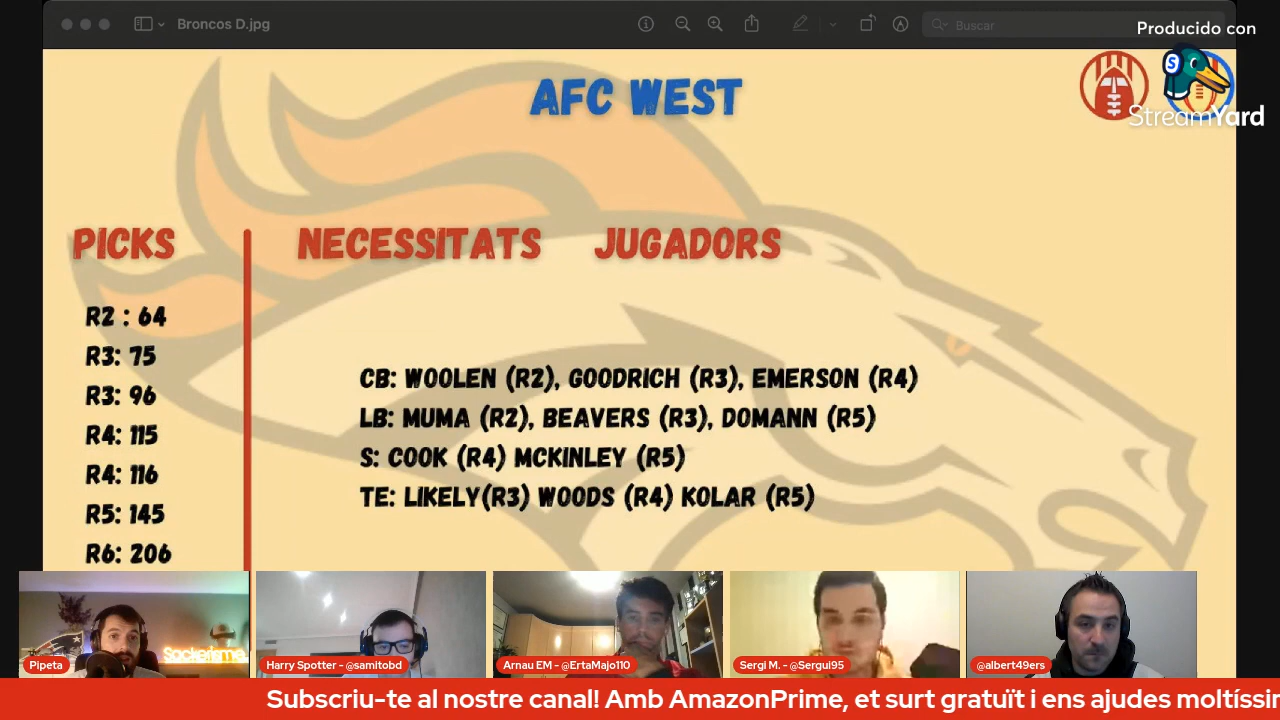 Broncos D.jpg
Buscar
Producido con
StreamYard
AFC WEST
PICKS
NECESSITATS
JUGADORS
R2 : 64
R3: 75
R3: 96
R4: 115
R4: 116
R5: 145
R6: 206
CB: WOOLEN (R2), GOODRICH (R3), EMERSON (R4)
LB: MUMA (R2), BEAVERS (R3), DOMANN (R5)
S: COOK (R4) MCKINLEY (R5)
TE: LIKELY(R3) WOODS (R4) KOLAR (R5)
Sackerisme
Pipeta
Harry Spotter - @samitobd
Arnau EM - @ErtaMajo110
Sergi M. - @Sergui95
@albert49ers
Subscriu-te al nostre canal! Amb AmazonPrime, et surt gratuït i ens ajudes moltíssi